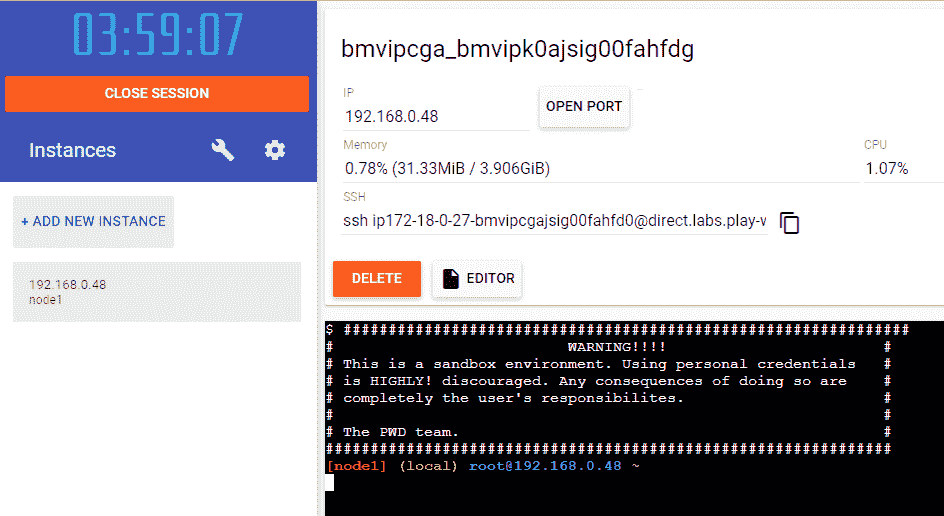 03:59:07
CLOSE SESSION
Instances
+ ADD NEW INSTANCE
192.168.0.48
node1
bmvipcga_bmvipk0ajsig00fahfdg
IP
192.168.0.48
OPEN PORT
Memory
0.78% (31.33MiB / 3.906GiB)
CPU
1.07%
SSH
ssh ip172-18-0-27-bmvipcgajsig00fahfd0@direct.labs.play-w
DELETE
EDITOR
$ ###############################################################
# WARNING!!!! #
# This is a sandbox environment. Using personal credentials #
# is HIGHLY! discouraged. Any consequences of doing so are #
# completely the user's responsibilites. #
# #
# The PWD team. #
###############################################################
[node1] (local) root@192.168.0.48 ~